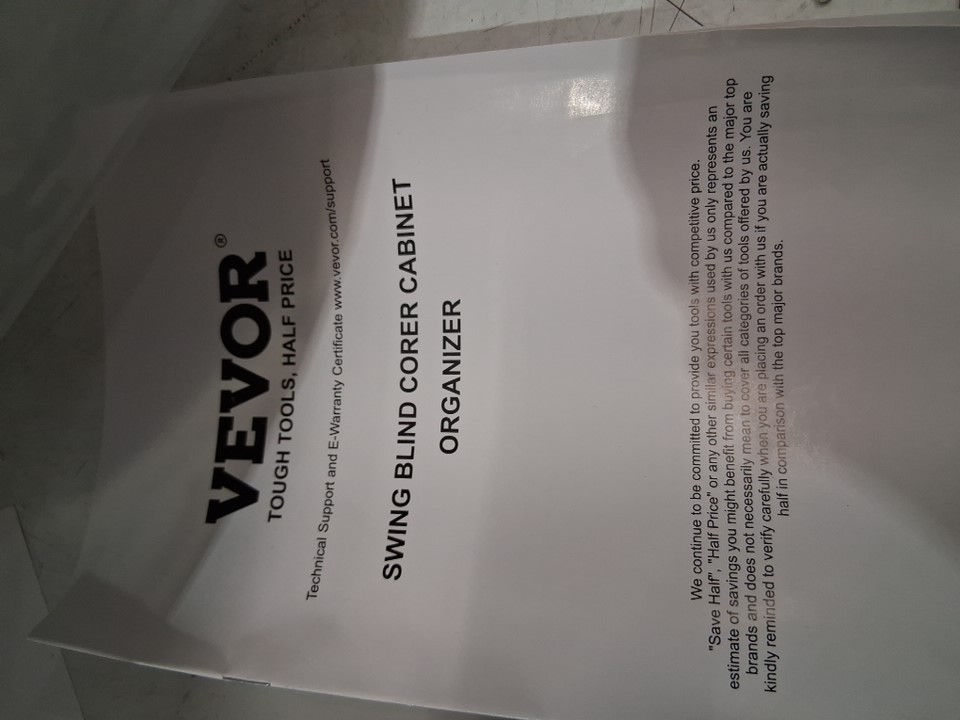 VEVOR®
TOUGH TOOLS, HALF PRICE
Technical Support and E-Warranty Certificate www.vevor.com/support
SWING BLIND CORER CABINET
ORGANIZER
We continue to be committed to provide you tools with competitive price.
"Save Half", "Half Price" or any other similar expressions used by us only represents an
estimate of savings you might benefit from buying certain tools with us compared to the major top
brands and does not necessarily mean to cover all categories of tools offered by us. You are
kindly reminded to verify carefully when you are placing an order with us if you are actually saving
half in comparison with the top major brands.